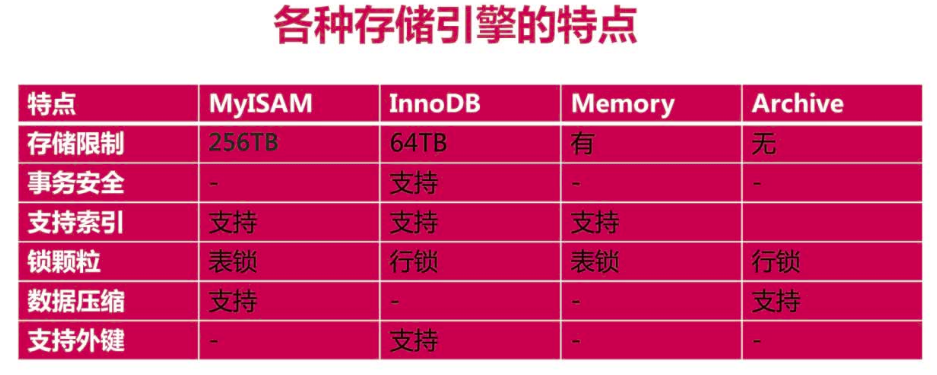 各种存储引擎的特点
特点 MyISAM InnoDB Memory Archive
存储限制 256TB 64TB 有 无
事务安全 - 支持 - -
支持索引 支持 支持 支持
锁颗粒 表锁 行锁 表锁 行锁
数据压缩 支持 - - 支持
支持外键 - 支持 - -